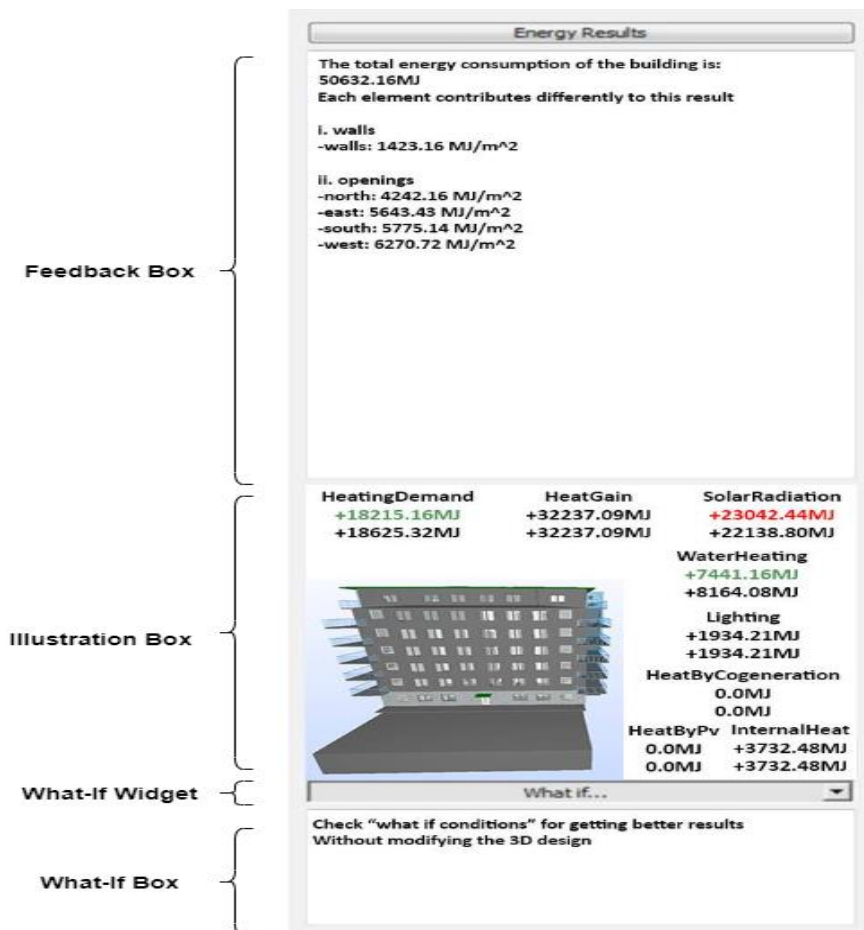 Energy Results
The total energy consumption of the building is:
50632.16MJ
Each element contributes differently to this result
i. walls
-walls: 1423.16 MJ/m^2
ii. openings
-north: 4242.16 MJ/m^2
-east: 5643.43 MJ/m^2
-south: 5775.14 MJ/m^2
-west: 6270.72 MJ/m^2
Feedback Box
HeatingDemand HeatGain SolarRadiation
+18215.16MJ +32237.09MJ +23042.44MJ
+18625.32MJ +32237.09MJ +22138.80MJ
WaterHeating
+7441.16MJ
+8164.08MJ
Lighting
+1934.21MJ
+1934.21MJ
HeatByCogeneration
0.0MJ
0.0MJ
HeatByPv InternalHeat
0.0MJ +3732.48MJ
0.0MJ +3732.48MJ
Illustration Box
What-If Widget
What if...
Check “what if conditions” for getting better results
Without modifying the 3D design
What-If Box